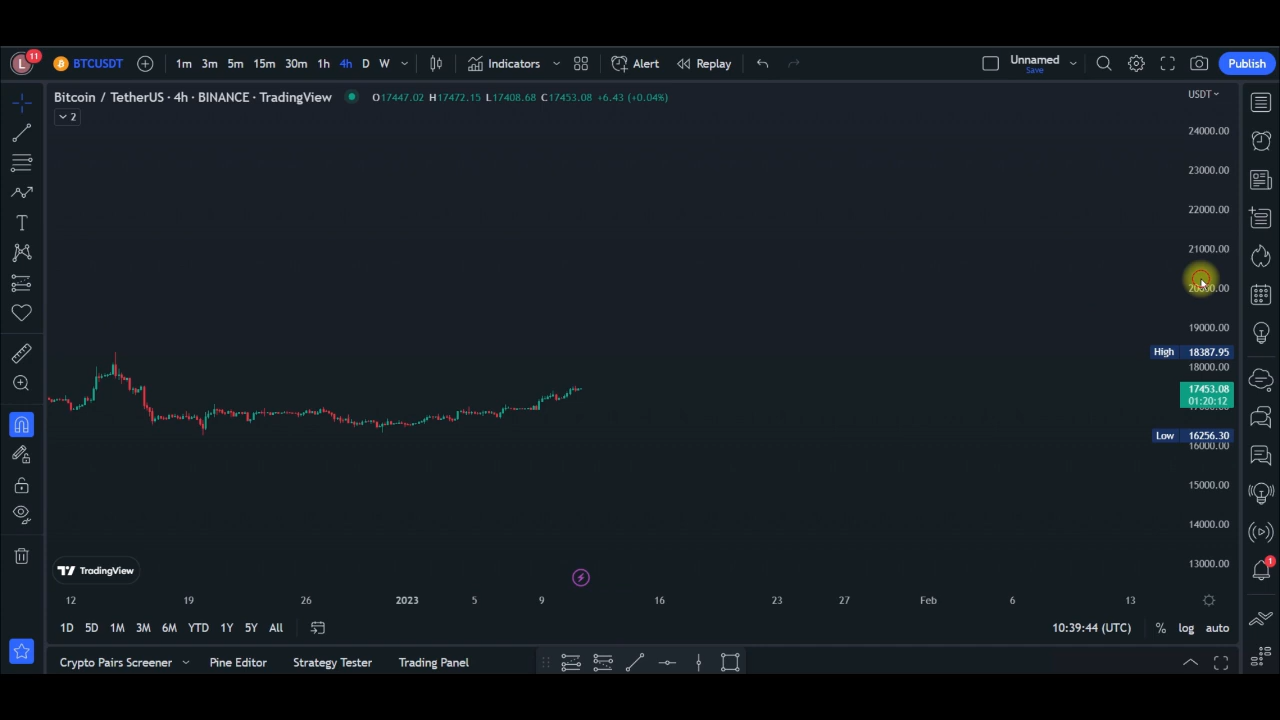 L 11 BTCUSDT 1m 3m 5m 15m 30m 1h 4h D W Indicators Alert Replay Unnamed Save Publish
Bitcoin / TetherUS · 4h · BINANCE · TradingView O17447.02 H17472.15 L17408.68 C17453.08 +6.43 (+0.04%) USDT
2
24000.00
23000.00
22000.00
21000.00
20000.00
19000.00
High 18387.95
18000.00
17453.08
01:20:12
Low 16256.30
16000.00
15000.00
14000.00
13000.00
1
TradingView
12 19 26 2023 5 9 16 23 27 Feb 6 13
1D 5D 1M 3M 6M YTD 1Y 5Y All 10:39:44 (UTC) % log auto
Crypto Pairs Screener Pine Editor Strategy Tester Trading Panel